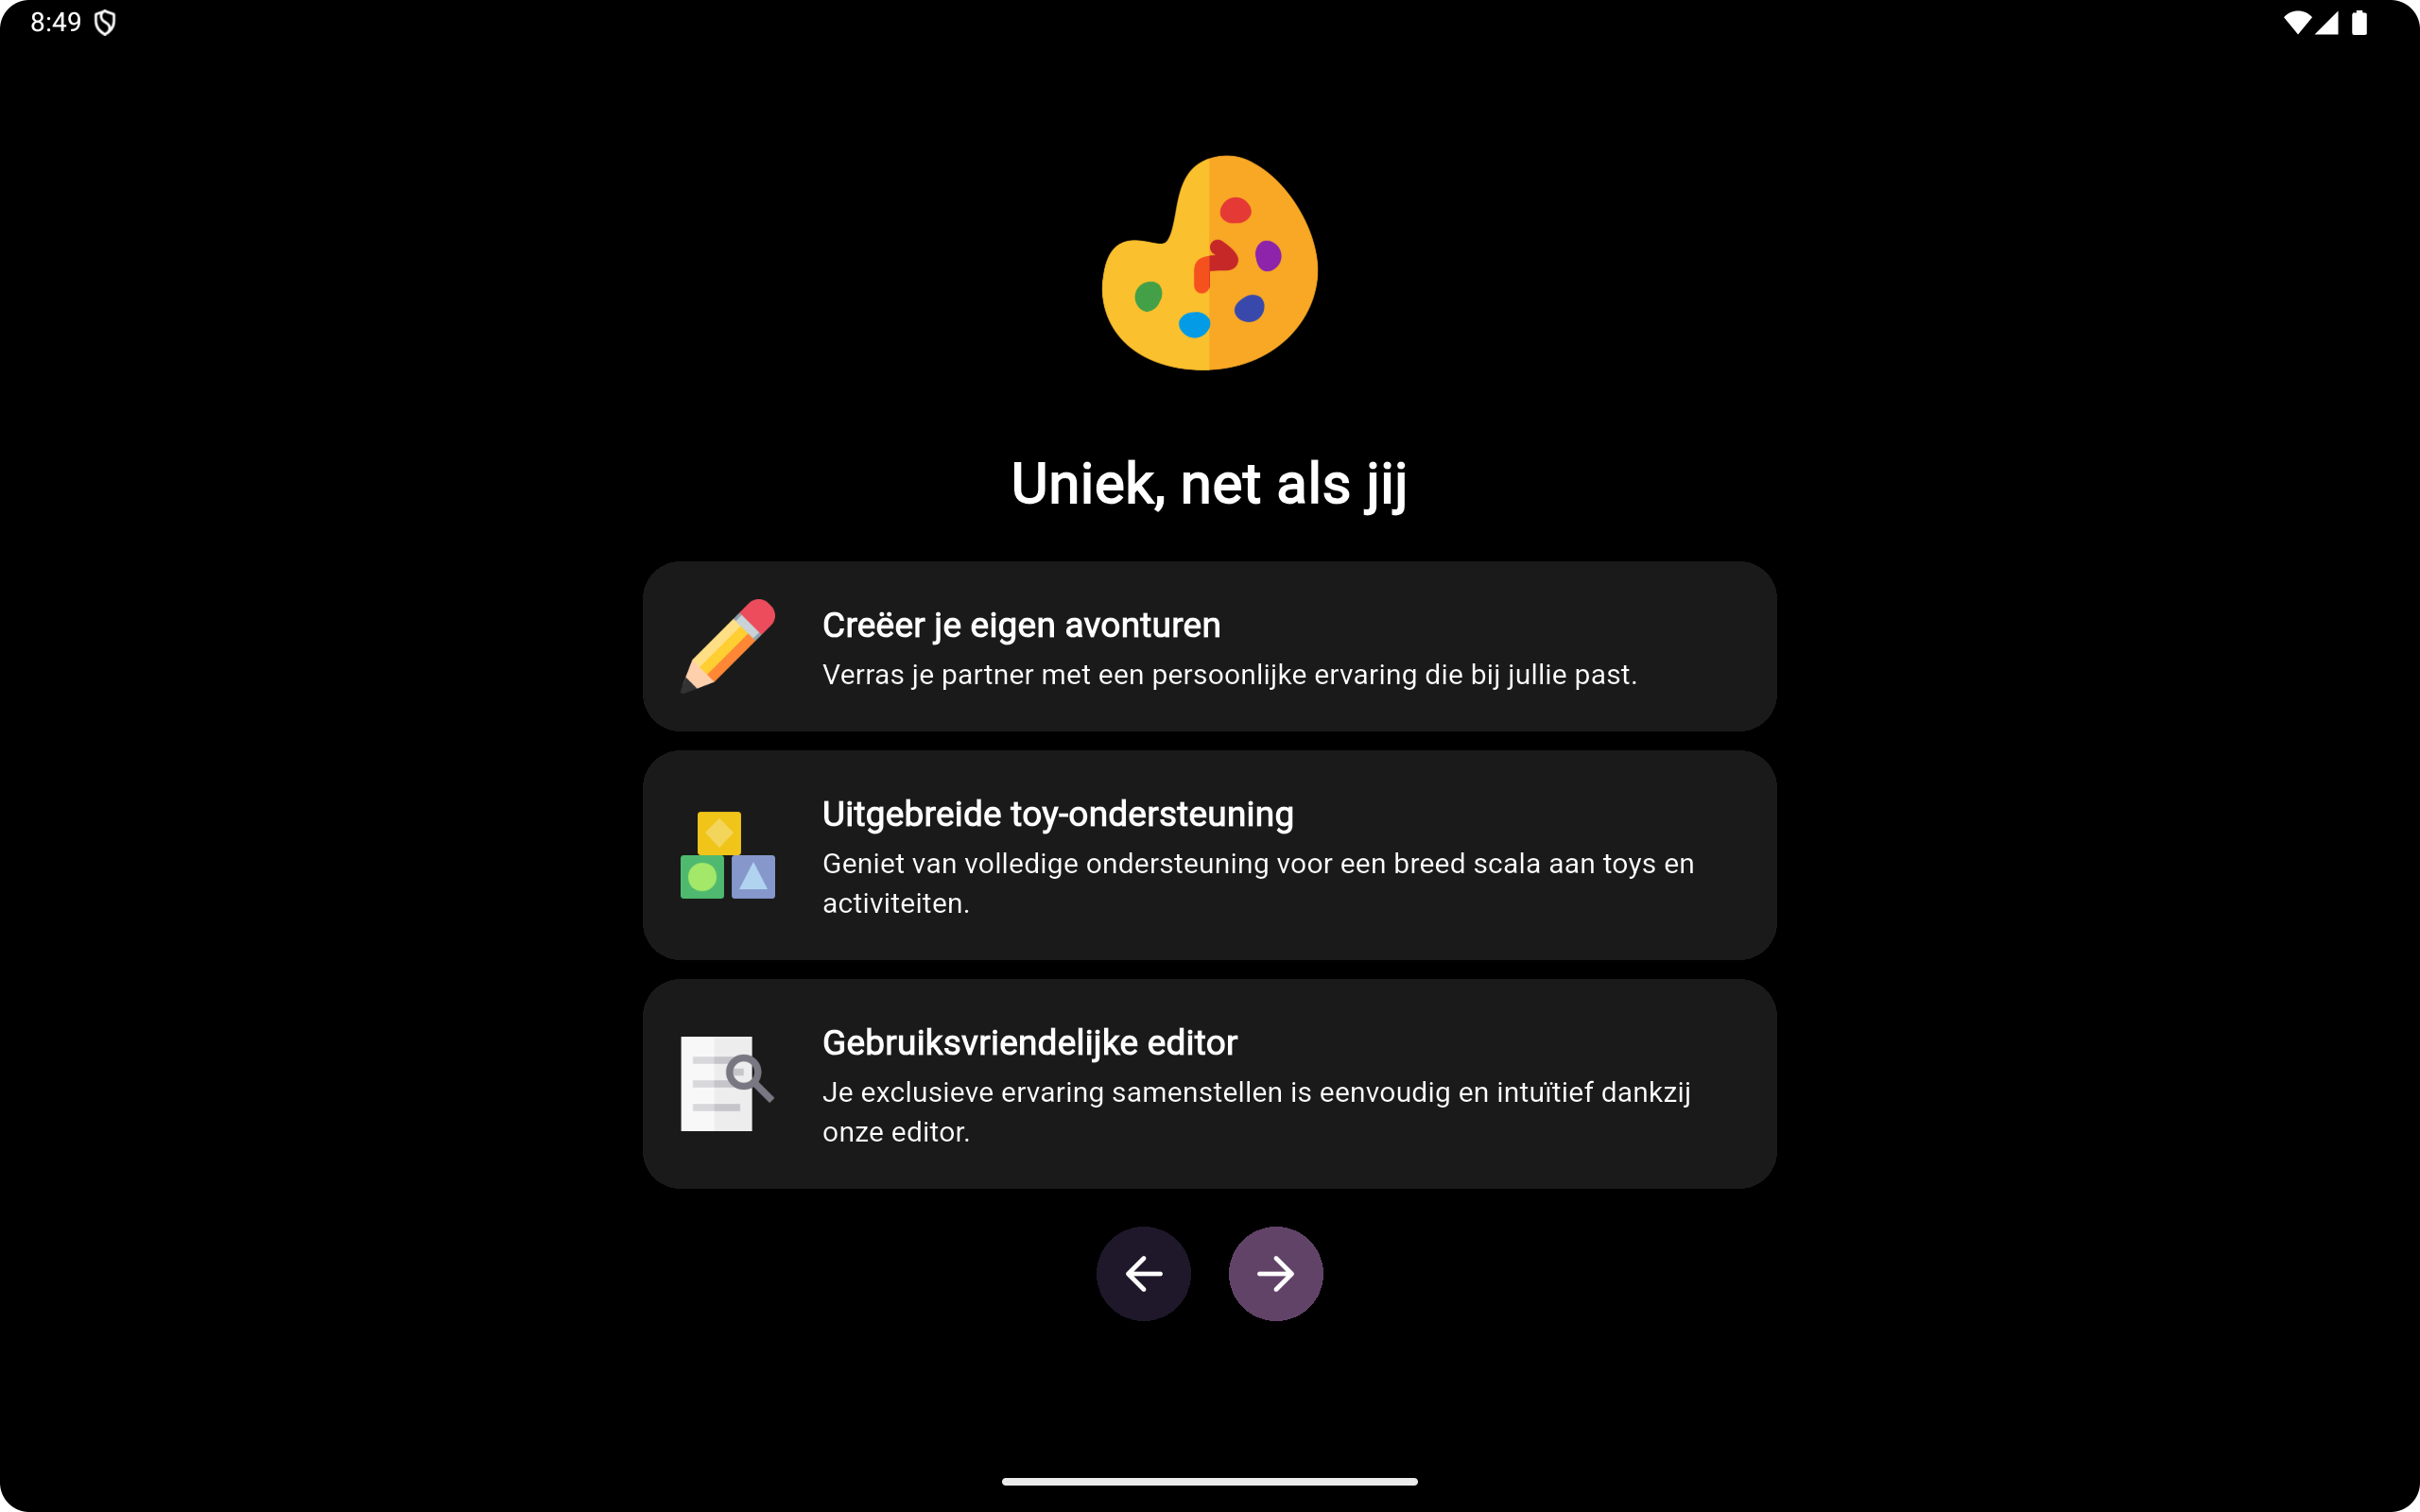 8:49
Uniek, net als jij
Creëer je eigen avonturen
Verras je partner met een persoonlijke ervaring die bij jullie past.
Uitgebreide toy-ondersteuning
Geniet van volledige ondersteuning voor een breed scala aan toys en
activiteiten.
Gebruiksvriendelijke editor
Je exclusieve ervaring samenstellen is eenvoudig en intuïtief dankzij
onze editor.